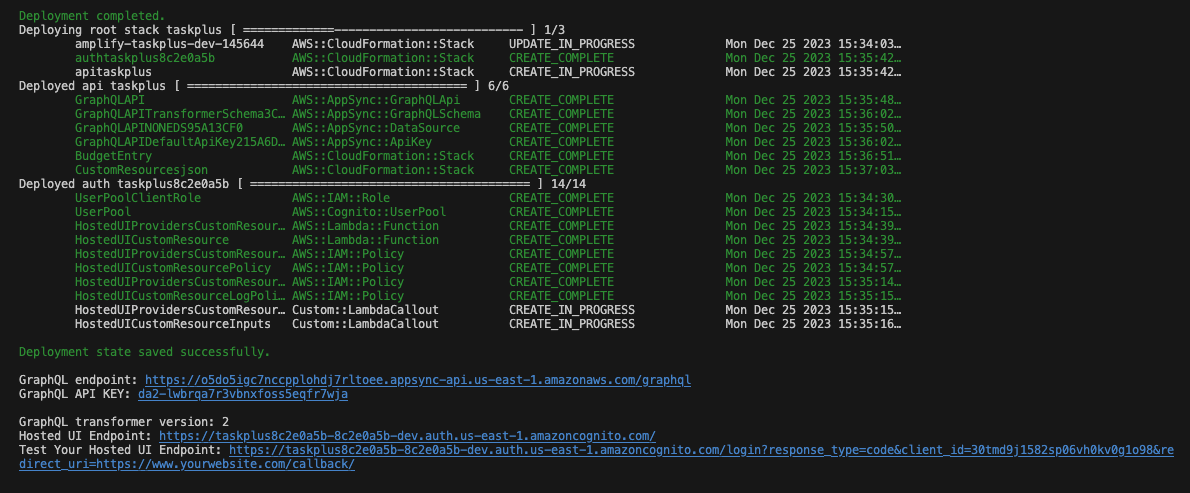 Deployment completed.
Deploying root stack taskplus [ =============--------------------------- ] 1/3
amplify-taskplus-dev-145644 AWS::CloudFormation::Stack UPDATE_IN_PROGRESS Mon Dec 25 2023 15:34:03…
authtaskplus8c2e0a5b AWS::CloudFormation::Stack CREATE_COMPLETE Mon Dec 25 2023 15:35:42…
apitaskplus AWS::CloudFormation::Stack CREATE_IN_PROGRESS Mon Dec 25 2023 15:35:42…
Deployed api taskplus [ ======================================== ] 6/6
GraphQLAPI AWS::AppSync::GraphQLApi CREATE_COMPLETE Mon Dec 25 2023 15:35:48…
GraphQLAPITransformerSchema3C… AWS::AppSync::GraphQLSchema CREATE_COMPLETE Mon Dec 25 2023 15:36:02…
GraphQLAPINONEDS95A13CF0 AWS::AppSync::DataSource CREATE_COMPLETE Mon Dec 25 2023 15:35:50…
GraphQLAPIDefaultApiKey215A6D… AWS::AppSync::ApiKey CREATE_COMPLETE Mon Dec 25 2023 15:36:02…
BudgetEntry AWS::CloudFormation::Stack CREATE_COMPLETE Mon Dec 25 2023 15:36:51…
CustomResourcesjson AWS::CloudFormation::Stack CREATE_COMPLETE Mon Dec 25 2023 15:37:03…
Deployed auth taskplus8c2e0a5b [ ======================================== ] 14/14
UserPoolClientRole AWS::IAM::Role CREATE_COMPLETE Mon Dec 25 2023 15:34:30…
UserPool AWS::Cognito::UserPool CREATE_COMPLETE Mon Dec 25 2023 15:34:15…
HostedUIProvidersCustomResour… AWS::Lambda::Function CREATE_COMPLETE Mon Dec 25 2023 15:34:39…
HostedUICustomResource AWS::Lambda::Function CREATE_COMPLETE Mon Dec 25 2023 15:34:39…
HostedUIProvidersCustomResour… AWS::IAM::Policy CREATE_COMPLETE Mon Dec 25 2023 15:34:57…
HostedUICustomResourcePolicy AWS::IAM::Policy CREATE_COMPLETE Mon Dec 25 2023 15:34:57…
HostedUIProvidersCustomResour… AWS::IAM::Policy CREATE_COMPLETE Mon Dec 25 2023 15:35:14…
HostedUICustomResourceLogPoli… AWS::IAM::Policy CREATE_COMPLETE Mon Dec 25 2023 15:35:15…
HostedUIProvidersCustomResour… Custom::LambdaCallout CREATE_IN_PROGRESS Mon Dec 25 2023 15:35:15…
HostedUICustomResourceInputs Custom::LambdaCallout CREATE_IN_PROGRESS Mon Dec 25 2023 15:35:16…
Deployment state saved successfully.
GraphQL endpoint: https://o5do5igc7nccpplohdj7rltoee.appsync-api.us-east-1.amazonaws.com/graphql
GraphQL API KEY: da2-lwbrqa7r3vbnxfoss5eqfr7wja
GraphQL transformer version: 2
Hosted UI Endpoint: https://taskplus8c2e0a5b-8c2e0a5b-dev.auth.us-east-1.amazoncognito.com/
Test Your Hosted UI Endpoint: https://taskplus8c2e0a5b-8c2e0a5b-dev.auth.us-east-1.amazoncognito.com/login?response_type=code&client_id=30tmd9j1582sp06vh0kv0g1o98&re
direct_uri=https://www.yourwebsite.com/callback/